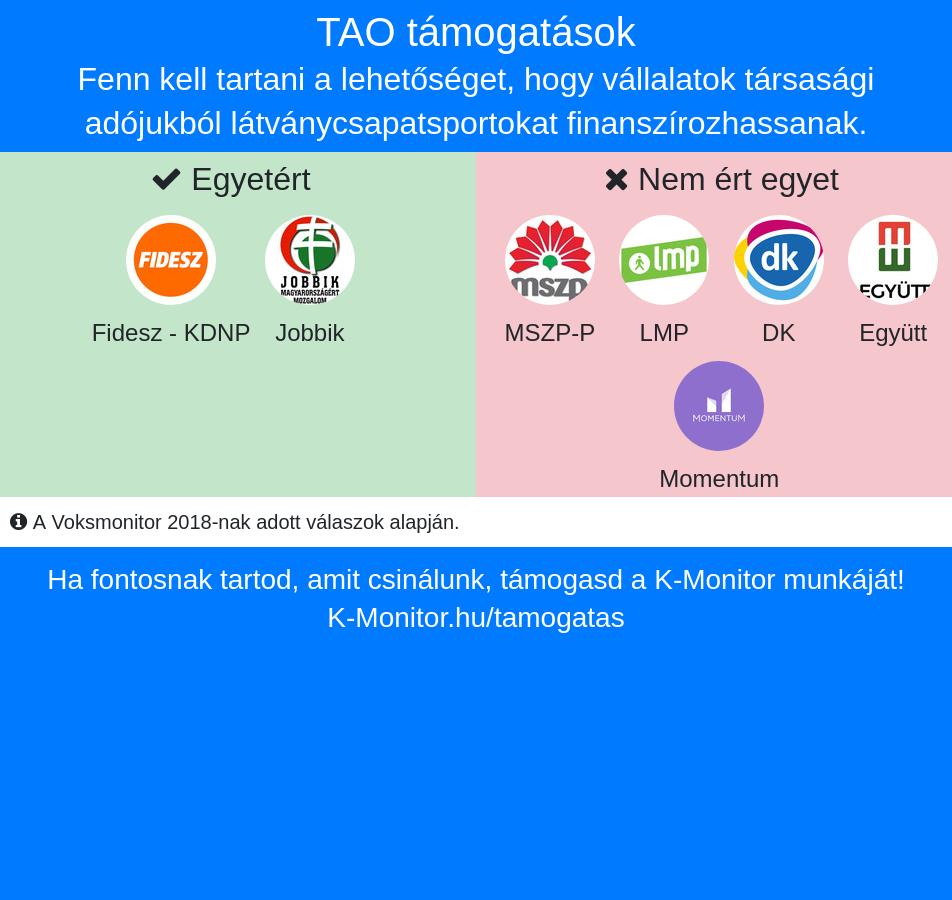 TAO támogatások
Fenn kell tartani a lehetőséget, hogy vállalatok társasági
adójukból látványcsapatsportokat finanszírozhassanak.
Egyetért
Nem ért egyet
FIDESZ
JOBBIK
MAGYARORSZÁGÉRT
MOZGALOM
mszp
lmp
dk
EGYÜTT
Fidesz - KDNP
Jobbik
MSZP-P
LMP
DK
Együtt
MOMENTUM
Momentum
A Voksmonitor 2018-nak adott válaszok alapján.
Ha fontosnak tartod, amit csinálunk, támogasd a K-Monitor munkáját!
K-Monitor.hu/tamogatas